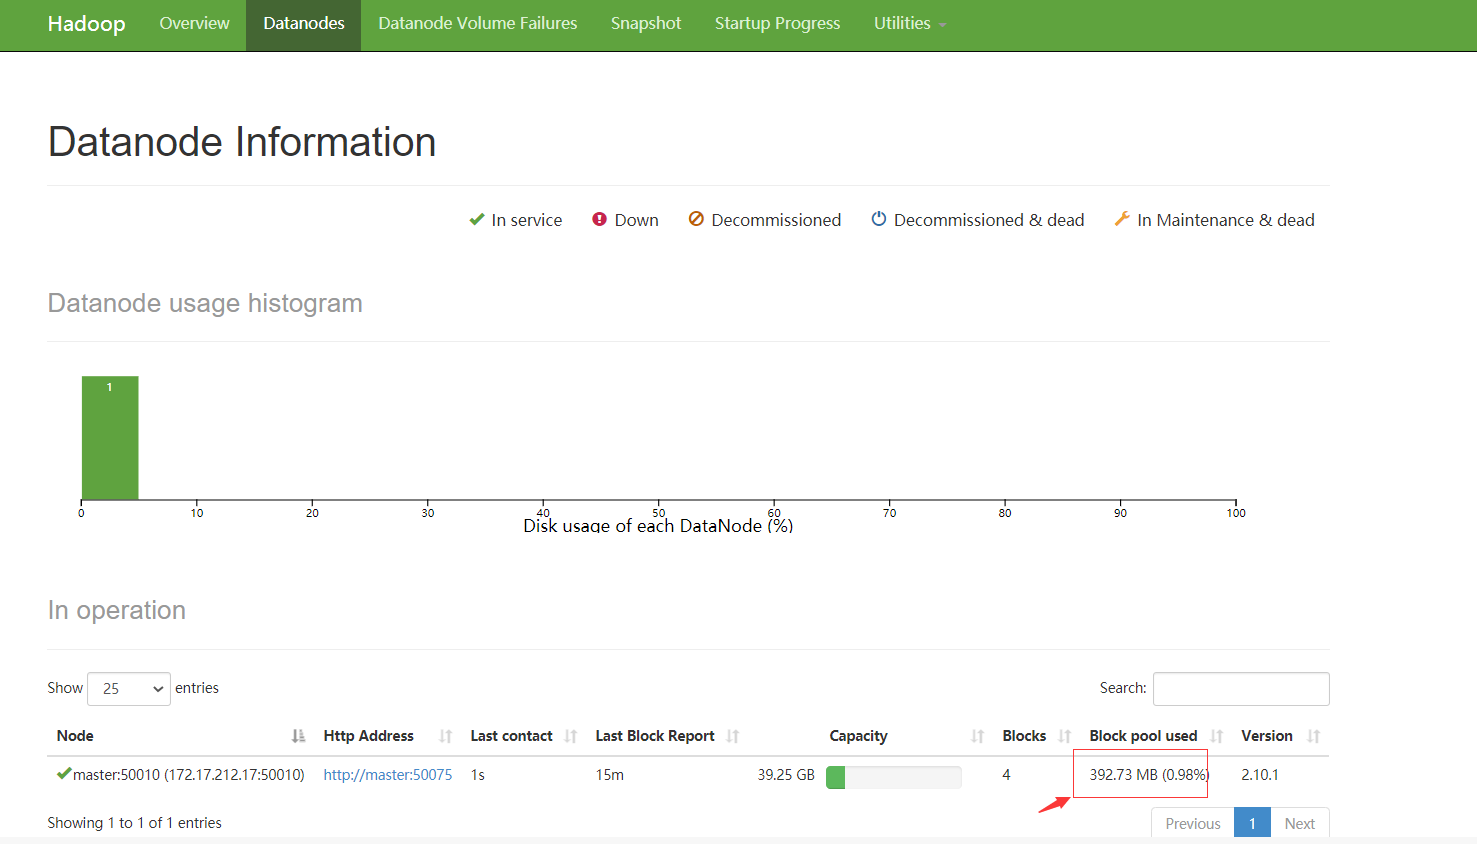 Hadoop Overview Datanodes Datanode Volume Failures Snapshot Startup Progress Utilities
Datanode Information
In service Down Decommissioned Decommissioned & dead In Maintenance & dead
Datanode usage histogram
1
0 10 20 30 40 50 60 70 80 90 100
Disk usage of each DataNode (%)
In operation
Show 25 entries Search:
Node Http Address Last contact Last Block Report Capacity Blocks Block pool used Version
master:50010 (172.17.212.17:50010) http://master:50075 1s 15m 39.25 GB 4 392.73 MB (0.98%) 2.10.1
Showing 1 to 1 of 1 entries Previous 1 Next